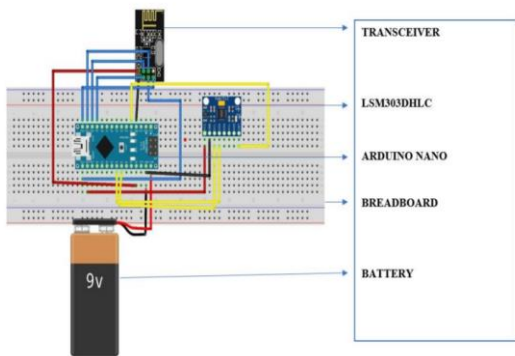 TRANSCEIVER
LSM303DHLC
ARDUINO NANO
BREADBOARD
BATTERY
9v